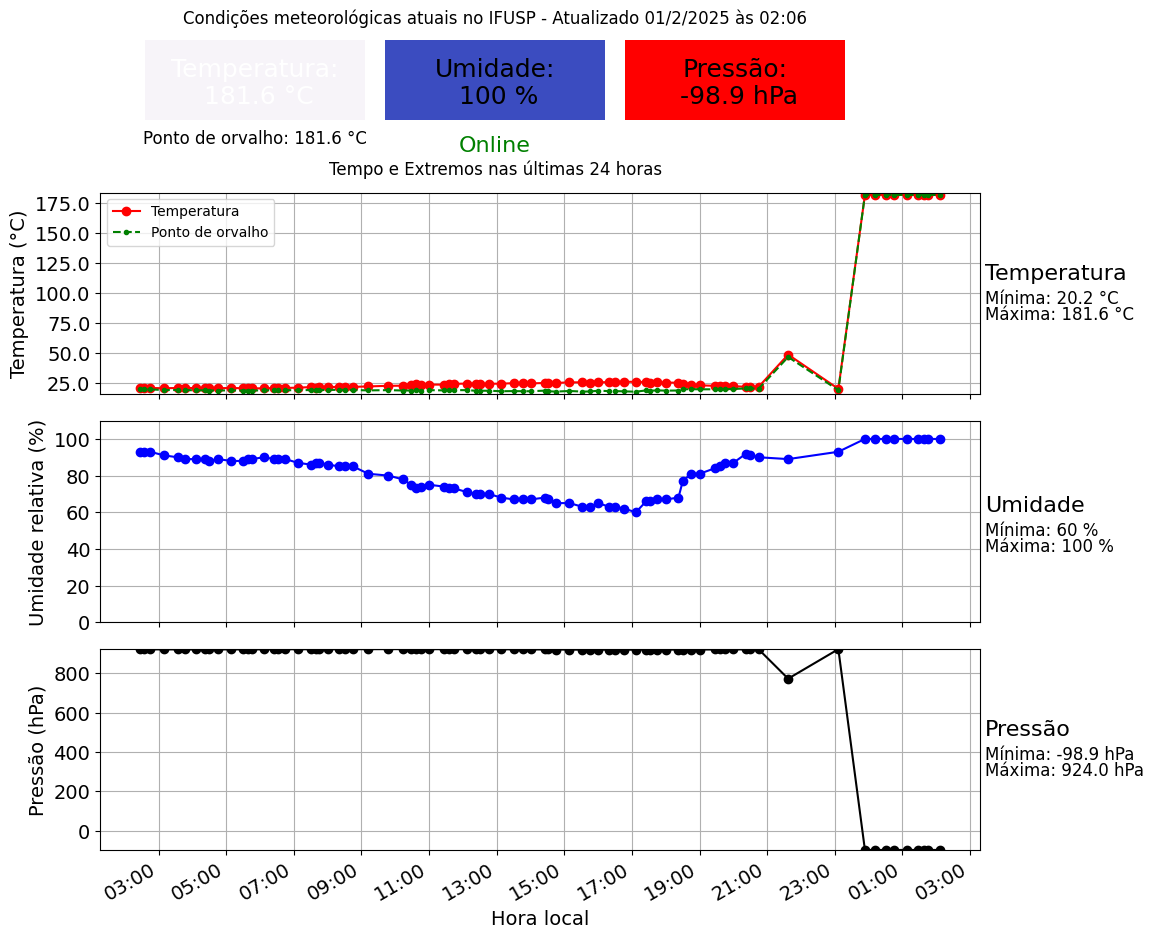 Condições meteorológicas atuais no IFUSP - Atualizado 01/2/2025 às 02:06
Temperatura:
181.6 °C
Umidade:
100 %
Pressão:
-98.9 hPa
Ponto de orvalho: 181.6 °C
Online
Tempo e Extremos nas últimas 24 horas
Temperatura (°C)
175.0
150.0
125.0
100.0
75.0
50.0
25.0
Temperatura
Ponto de orvalho
Temperatura
Mínima: 20.2 °C
Máxima: 181.6 °C
Umidade relativa (%)
100
80
60
40
20
0
Umidade
Mínima: 60 %
Máxima: 100 %
Pressão (hPa)
800
600
400
200
0
Pressão
Mínima: -98.9 hPa
Máxima: 924.0 hPa
03:00 05:00 07:00 09:00 11:00 13:00 15:00 17:00 19:00 21:00 23:00 01:00 03:00
Hora local